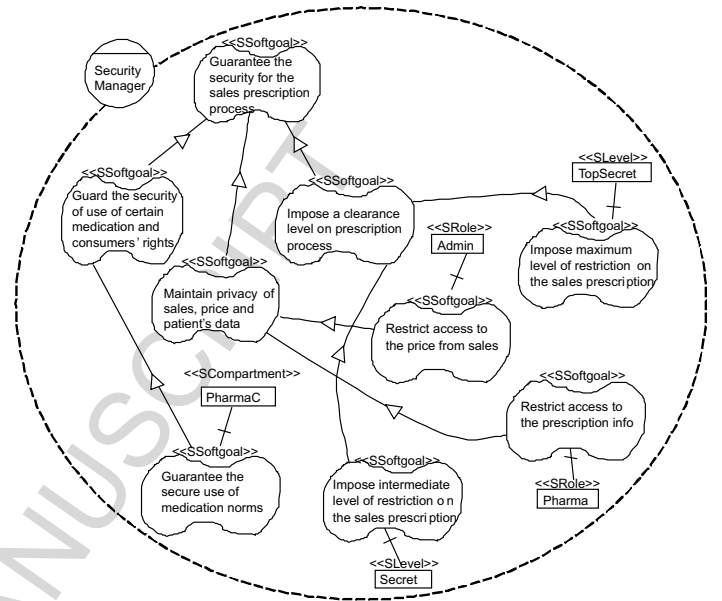 <<SSoftgoal>>
Guarantee the
security for the
sales prescription
process
Security
Manager
<<SSoftgoal>>
Guard the security
of use of certain
medication and
consumers' rights
<<SSoftgoal>>
Impose a clearance
level on prescription
process
<<SLevel>>
TopSecret
<<SSoftgoal>>
Impose maximum
level of restriction on
the sales prescription
<<SRole>>
Admin
<<SSoftgoal>>
Maintain privacy of
sales, price and
patient's data
<<SSoftgoal>>
Restrict access to
the price from sales
<<SCompartment>>
PharmaC
<<SSoftgoal>>
Guarantee the
secure use of
medication norms
<<SSoftgoal>>
Impose intermediate
level of restriction on
the sales prescription
<<SLevel>>
Secret
<<SSoftgoal>>
Restrict access to
the prescription info
<<SRole>>
Pharma
ANUSCRIPT